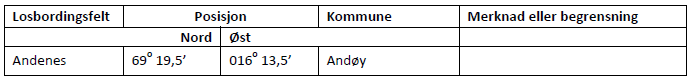 Losbordingsfelt Posisjon Kommune Merknad eller begrensning
Nord Øst
Andenes 69° 19,5’ 016° 13,5’ Andøy